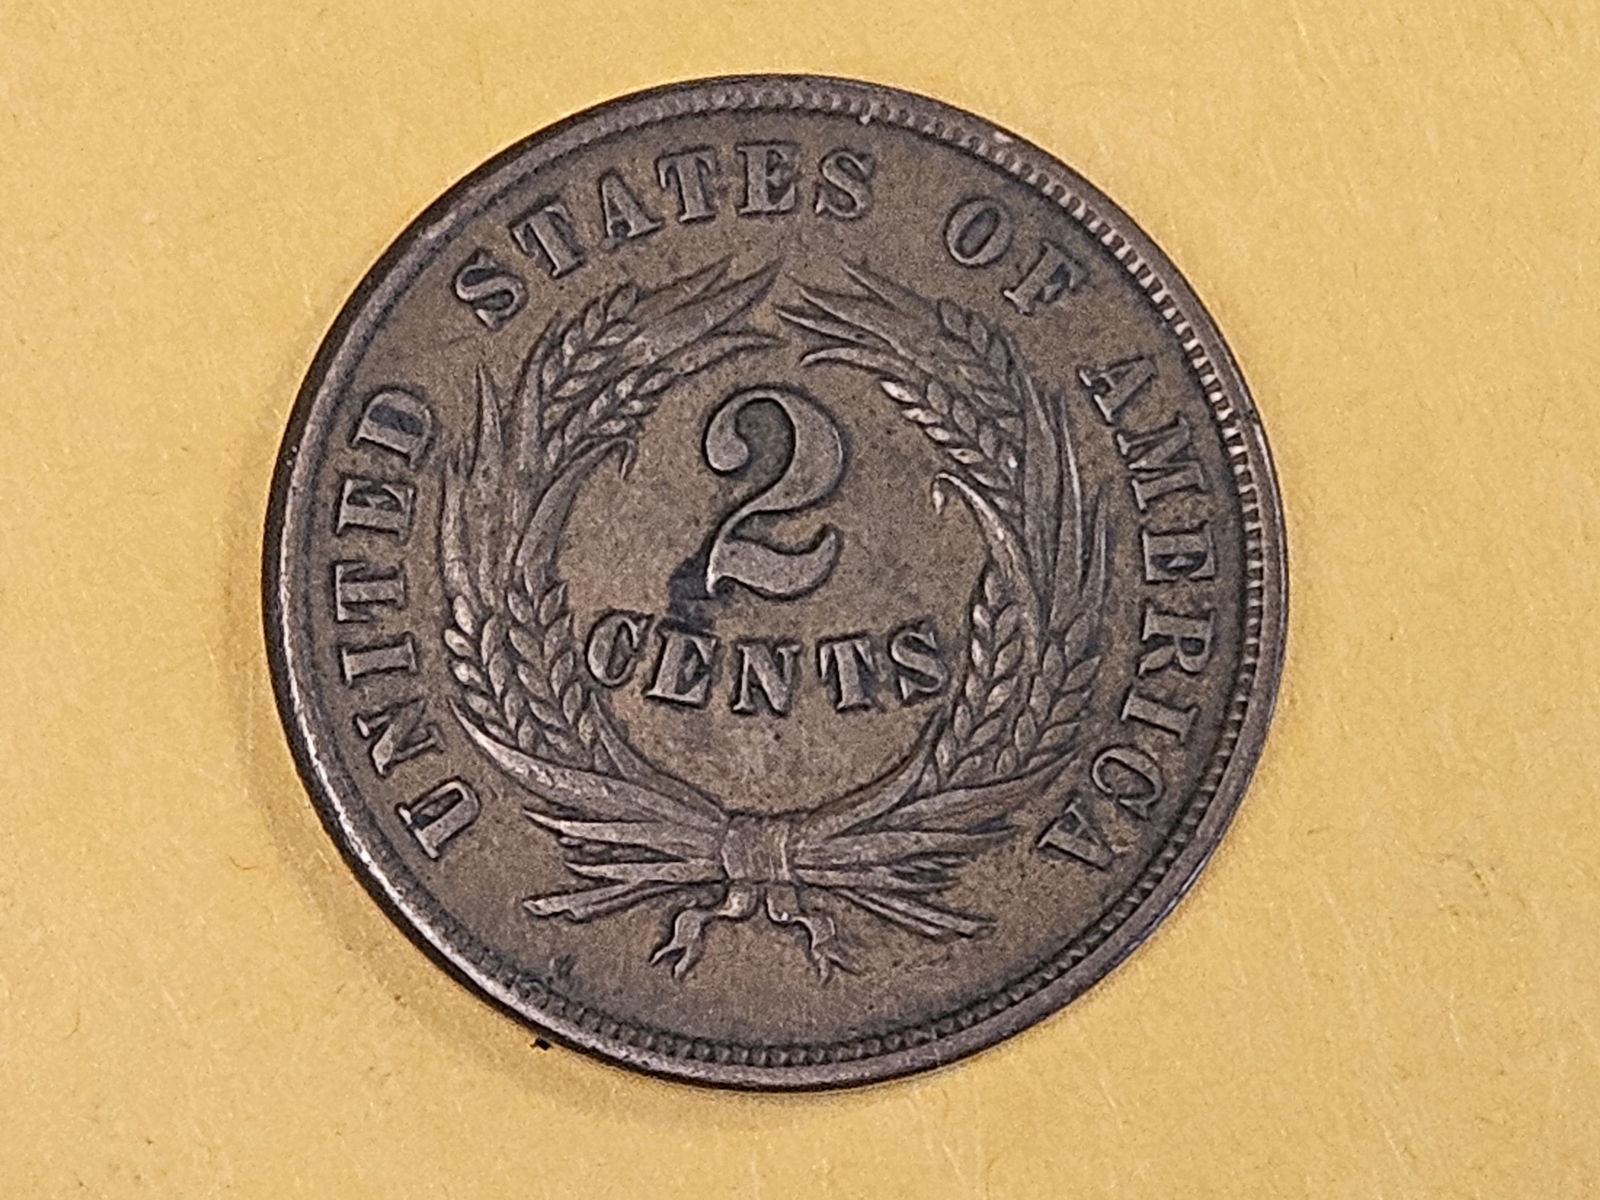 UNITED STATES OF AMERICA
2
CENTS